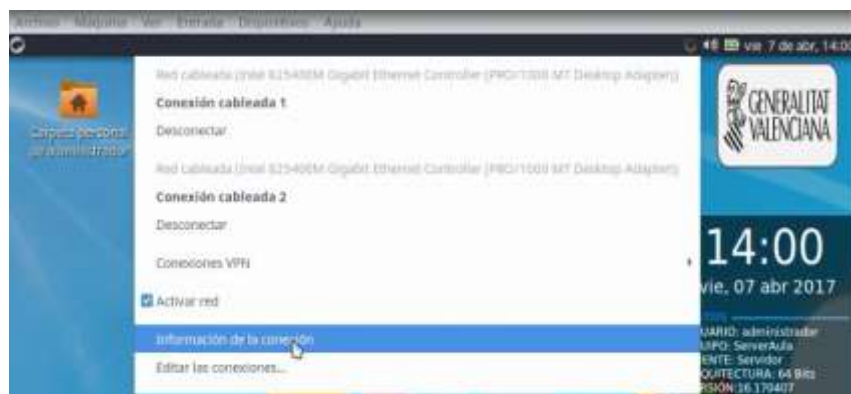 Archivo Máquina Ver Entrada Dispositivos Ayuda
vie 7 de abr, 14:00
Red cableada (Intel 82540EM Gigabit Ethernet Controller (PRO/1000 MT Desktop Adapter))
Conexión cableada 1
Desconectar
Red cableada (Intel 82540EM Gigabit Ethernet Controller (PRO/1000 MT Desktop Adapter))
Conexión cableada 2
Desconectar
Conexiones VPN
Activar red
Información de la conexión
Editar las conexiones...
Carpeta personal
de administrador
GENERALITAT
VALENCIANA
14:00
vie, 07 abr 2017
UARIO: administrador
UIPO: ServerAula
ENTE: Servidor
QUITECTURA: 64 Bits
RSIÓN:16.170407